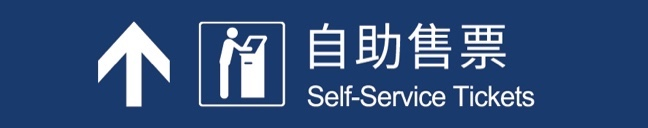 自助售票
Self-Service Tickets